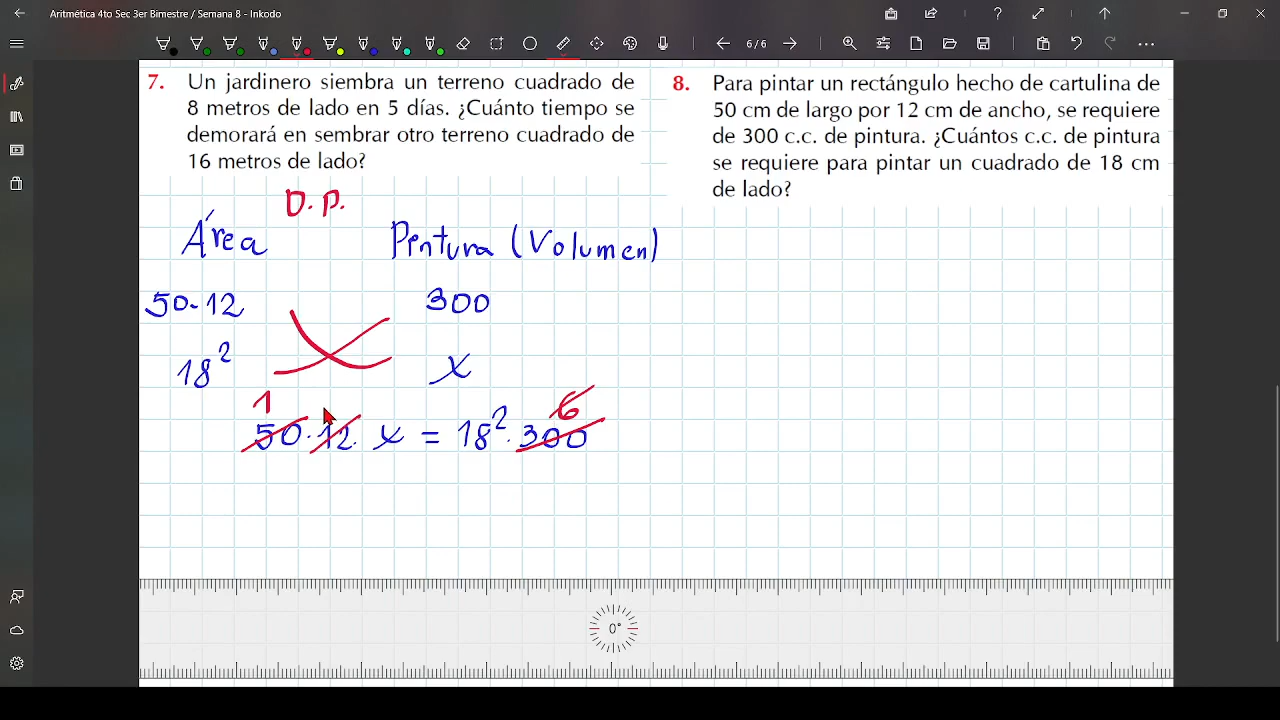 Aritmética 4to Sec 3er Bimestre / Semana 8 - Inkodo
6 / 6
7. Un jardinero siembra un terreno cuadrado de
8 metros de lado en 5 días. ¿Cuánto tiempo se
demorará en sembrar otro terreno cuadrado de
16 metros de lado?
8. Para pintar un rectángulo hecho de cartulina de
50 cm de largo por 12 cm de ancho, se requiere
de 300 c.c. de pintura. ¿Cuántos c.c. de pintura
se requiere para pintar un cuadrado de 18 cm
de lado?
D.P.
Área Pintura (Volumen)
50·12 300
18² x
1 6
50·12·x = 18²·300
0°